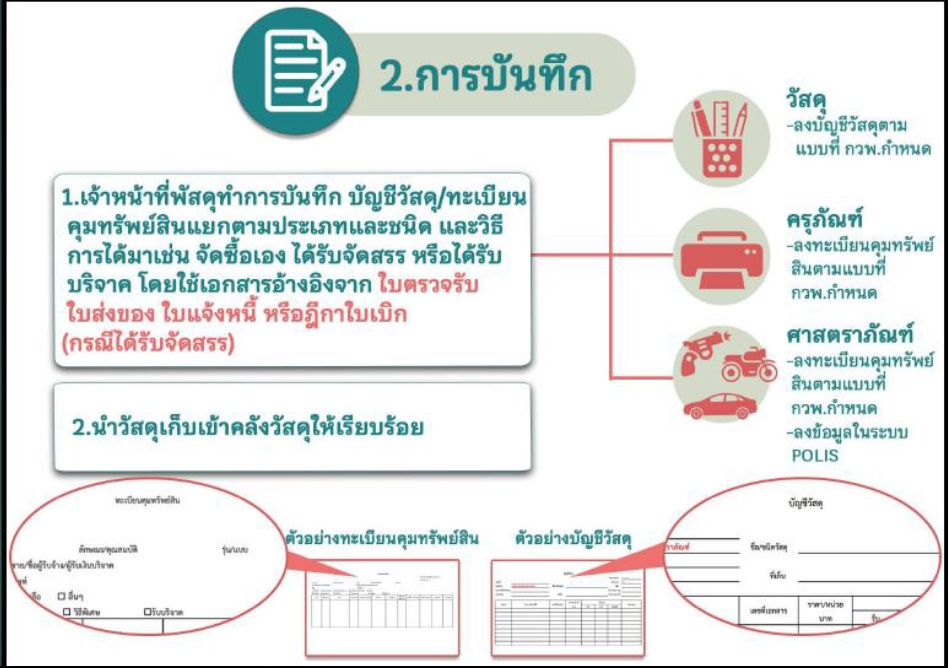 2.การบันทึก
1.เจ้าหน้าที่พัสดุทำการบันทึก บัญชีวัสดุ/ทะเบียน
คุมทรัพย์สินแยกตามประเภทและชนิด และวิธี
การได้มาเช่น จัดซื้อเอง ได้รับจัดสรร หรือได้รับ
บริจาค โดยใช้เอกสารอ้างอิงจาก ใบตรวจรับ
ใบส่งของ ใบแจ้งหนี้ หรือฎีกาใบเบิก
(กรณีได้รับจัดสรร)
2.นำวัสดุเก็บเข้าคลังวัสดุให้เรียบร้อย
วัสดุ
-ลงบัญชีวัสดุตาม
แบบที่ กวพ.กำหนด
ครุภัณฑ์
-ลงทะเบียนคุมทรัพย์
สินตามแบบที่
กวพ.กำหนด
ศาสตราภัณฑ์
-ลงทะเบียนคุมทรัพย์
สินตามแบบที่
กวพ.กำหนด
-ลงข้อมูลในระบบ
POLIS
ทะเบียนคุมทรัพย์สิน
ลักษณะ/คุณสมบัติ รุ่น/แบบ
ขาย/ชื่อผู้รับจ้าง/ผู้รับเงินบริจาค
อื่นๆ
วิธีพิเศษ รับบริจาค
ตัวอย่างทะเบียนคุมทรัพย์สิน
ตัวอย่างบัญชีวัสดุ
บัญชีวัสดุ
ชื่อ/ชนิดวัสดุ
ที่เก็บ
เลขที่เอกสาร
ราคา/หน่วย
บาท